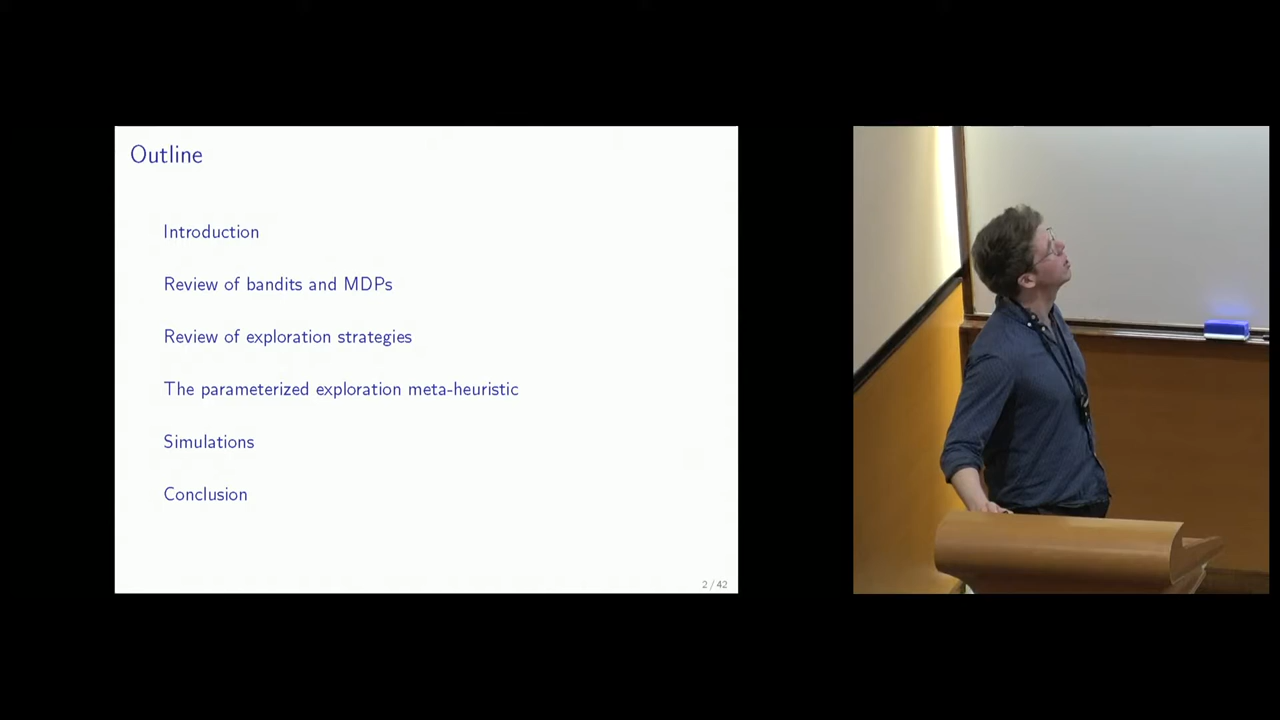 Outline
Introduction
Review of bandits and MDPs
Review of exploration strategies
The parameterized exploration meta-heuristic
Simulations
Conclusion
2 / 42